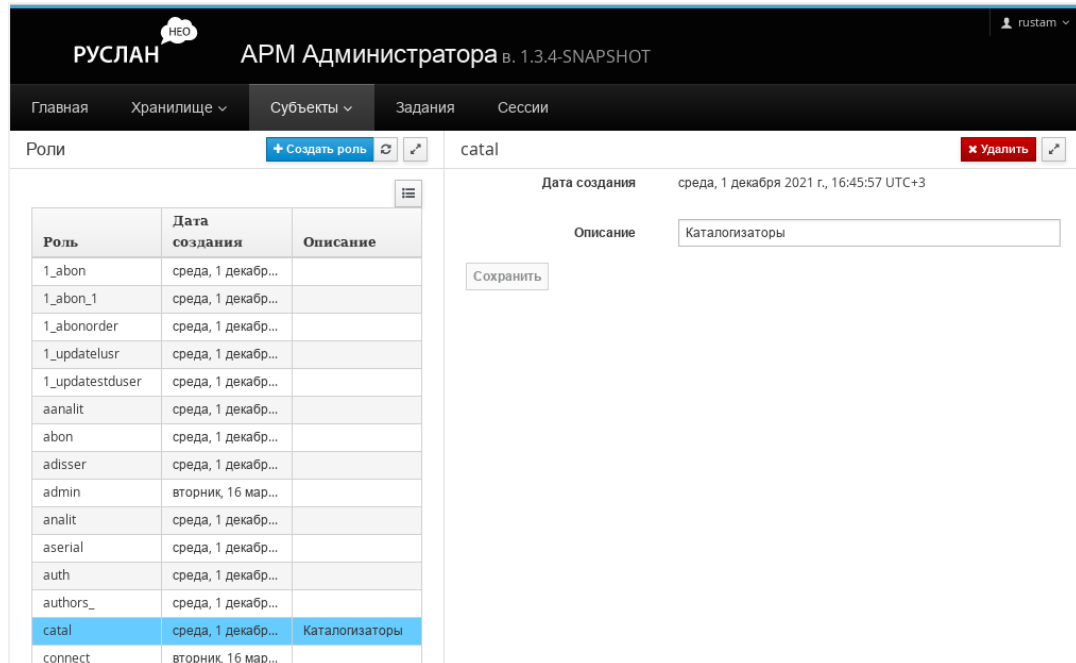 НЕО
РУСЛАН
АРМ Администратора в. 1.3.4-SNAPSHOT
rustam
Главная Хранилище Субъекты Задания Сессии
Роли
+ Создать роль
catal
Удалить
Дата создания среда, 1 декабря 2021 г., 16:45:57 UTC+3
Описание Каталогизаторы
Сохранить
Роль Дата создания Описание
1_abon среда, 1 декабр...
1_abon_1 среда, 1 декабр...
1_abonorder среда, 1 декабр...
1_updatelusr среда, 1 декабр...
1_updatestduser среда, 1 декабр...
aanalit среда, 1 декабр...
abon среда, 1 декабр...
adisser среда, 1 декабр...
admin вторник, 16 мар...
analit среда, 1 декабр...
aserial среда, 1 декабр...
auth среда, 1 декабр...
authors_ среда, 1 декабр...
catal среда, 1 декабр... Каталогизаторы
connect вторник, 16 мар...